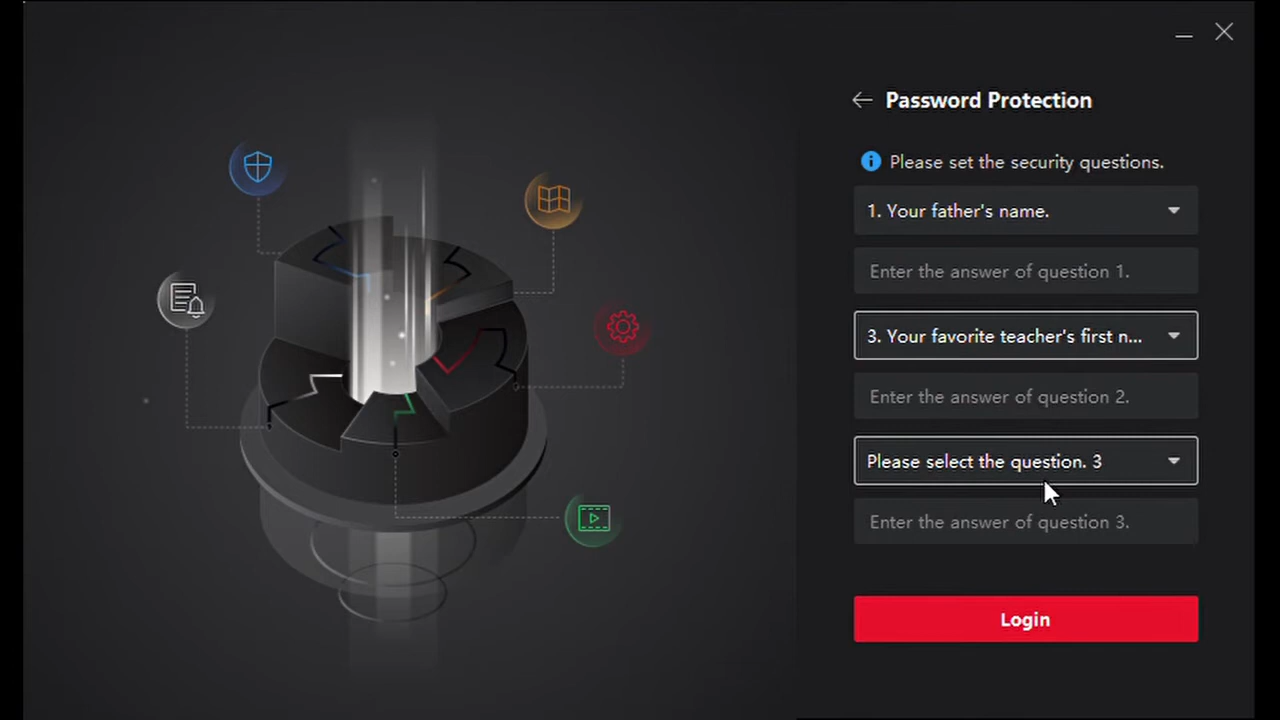 Password Protection
Please set the security questions.
1. Your father's name.
Enter the answer of question 1.
3. Your favorite teacher's first n...
Enter the answer of question 2.
Please select the question. 3
Enter the answer of question 3.
Login